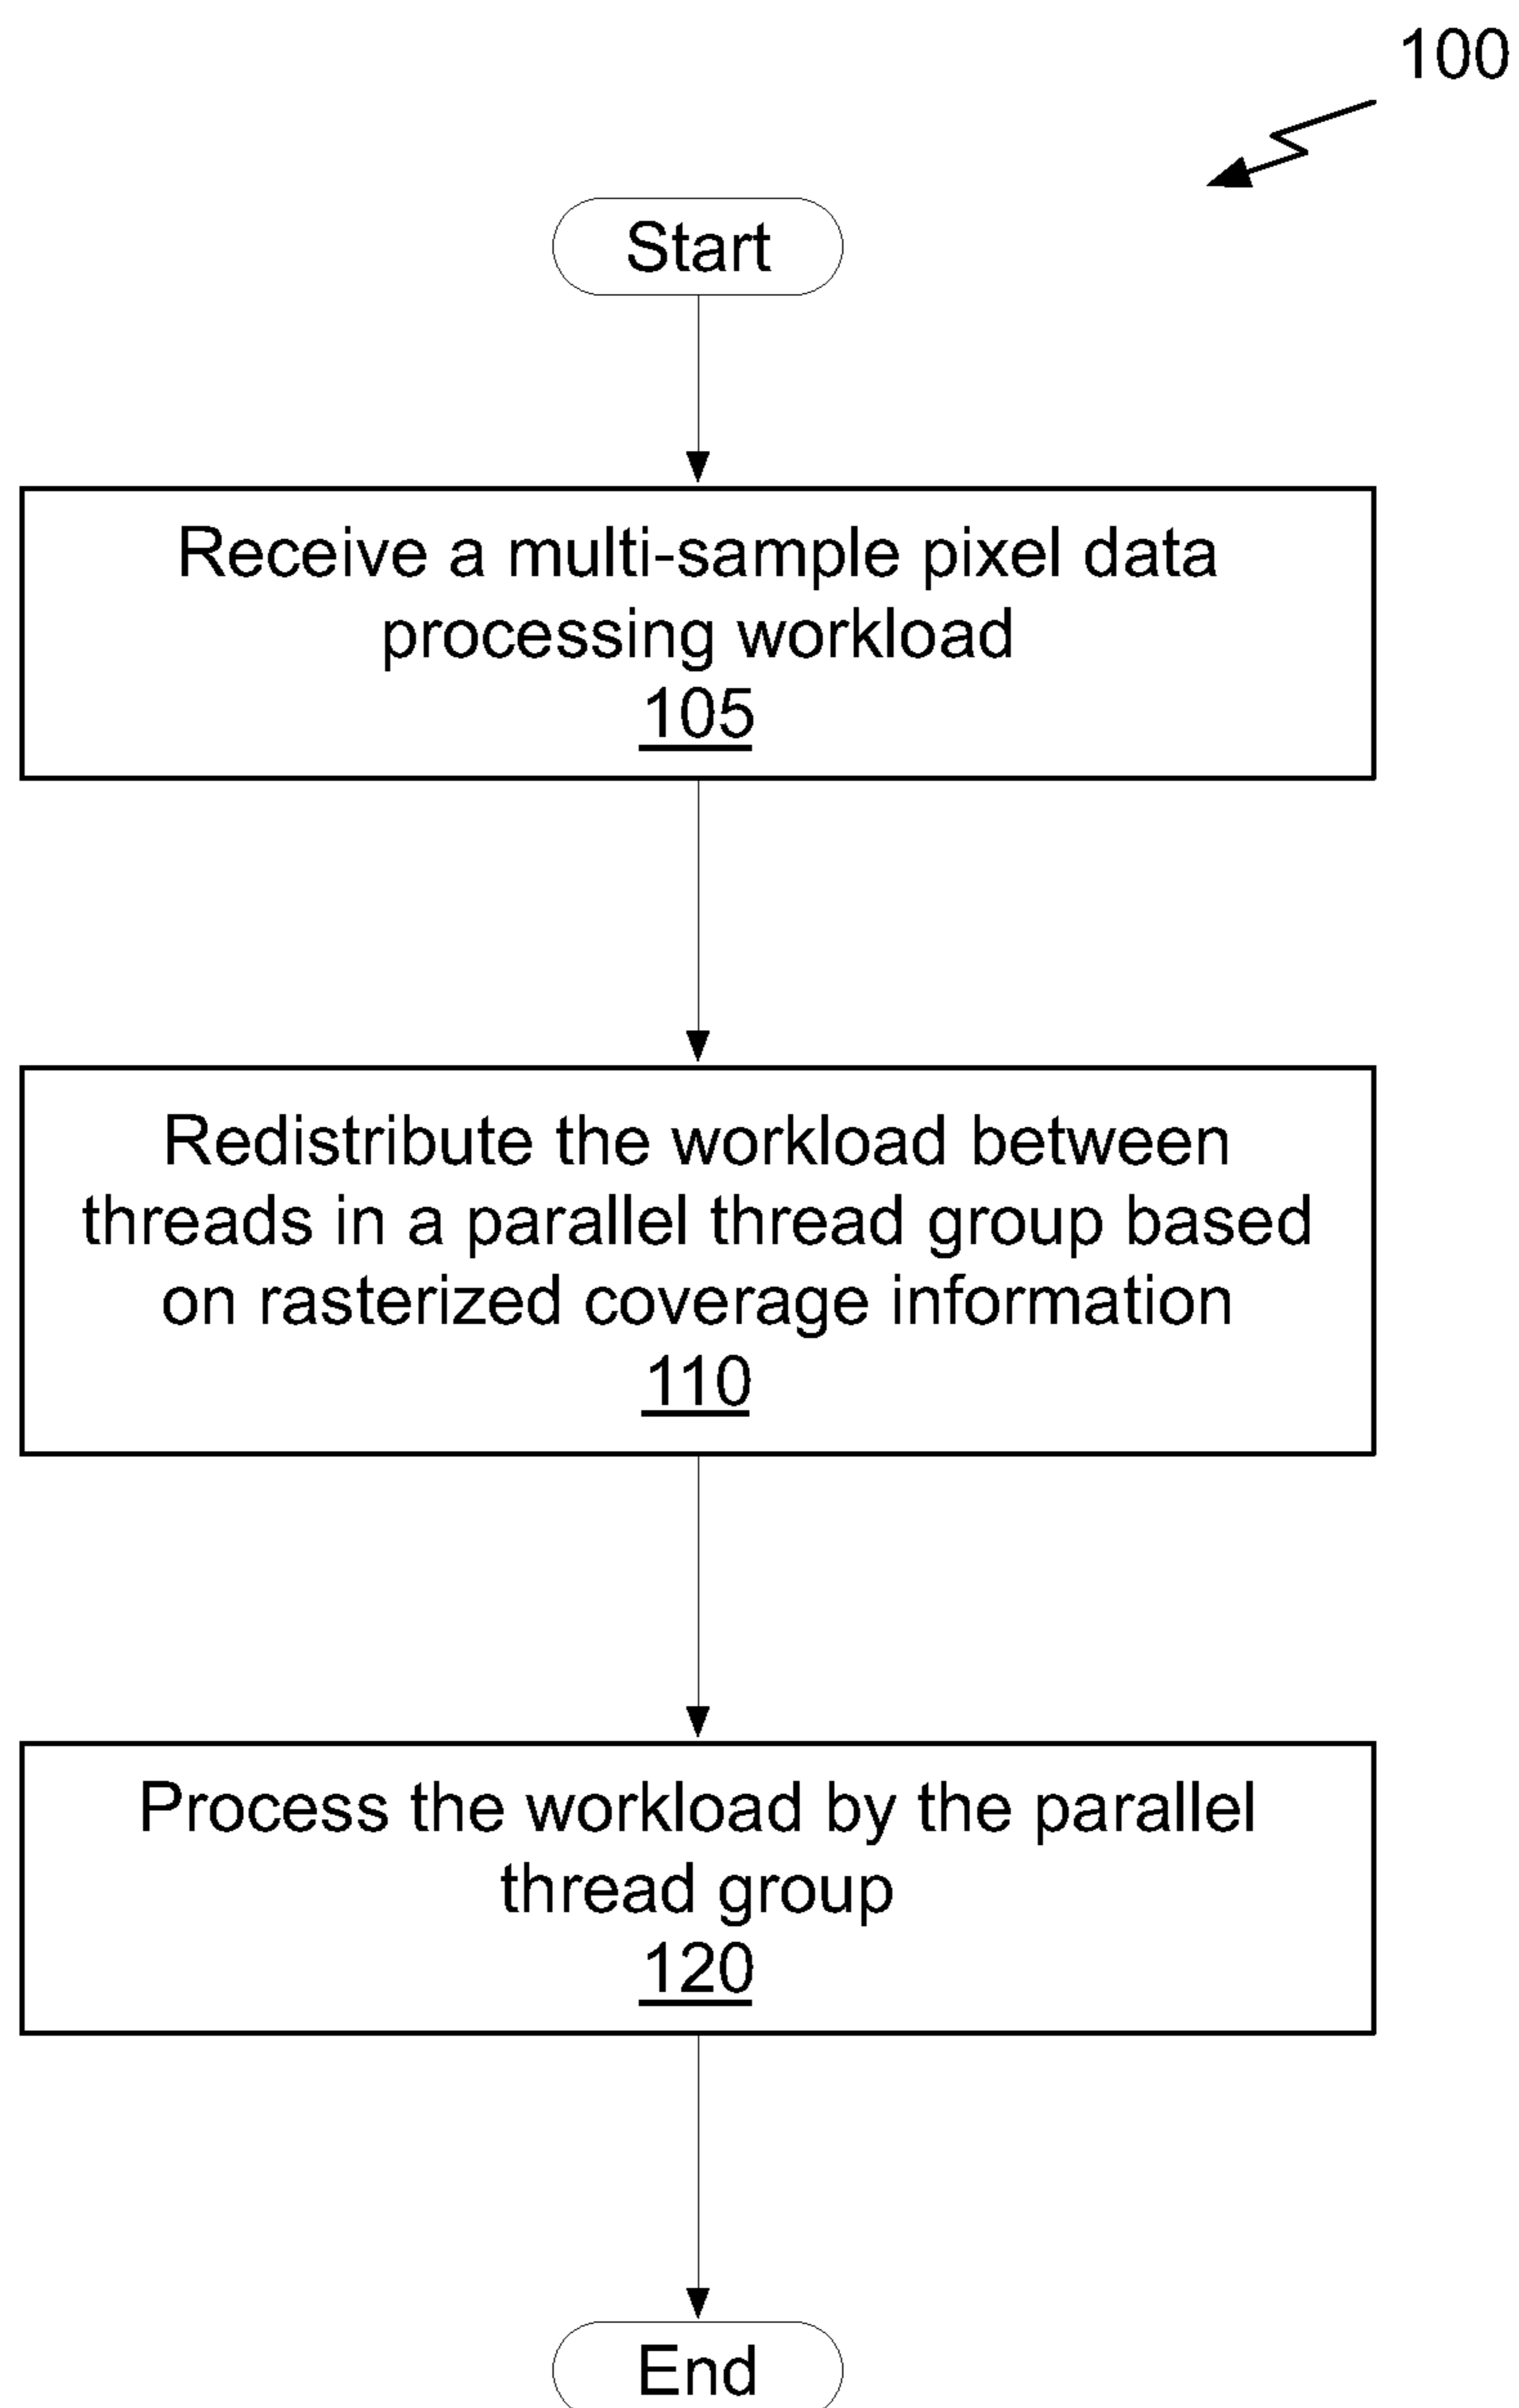 100
Start
Receive a multi-sample pixel data
processing workload
105
Redistribute the workload between
threads in a parallel thread group based
on rasterized coverage information
110
Process the workload by the parallel
thread group
120
End